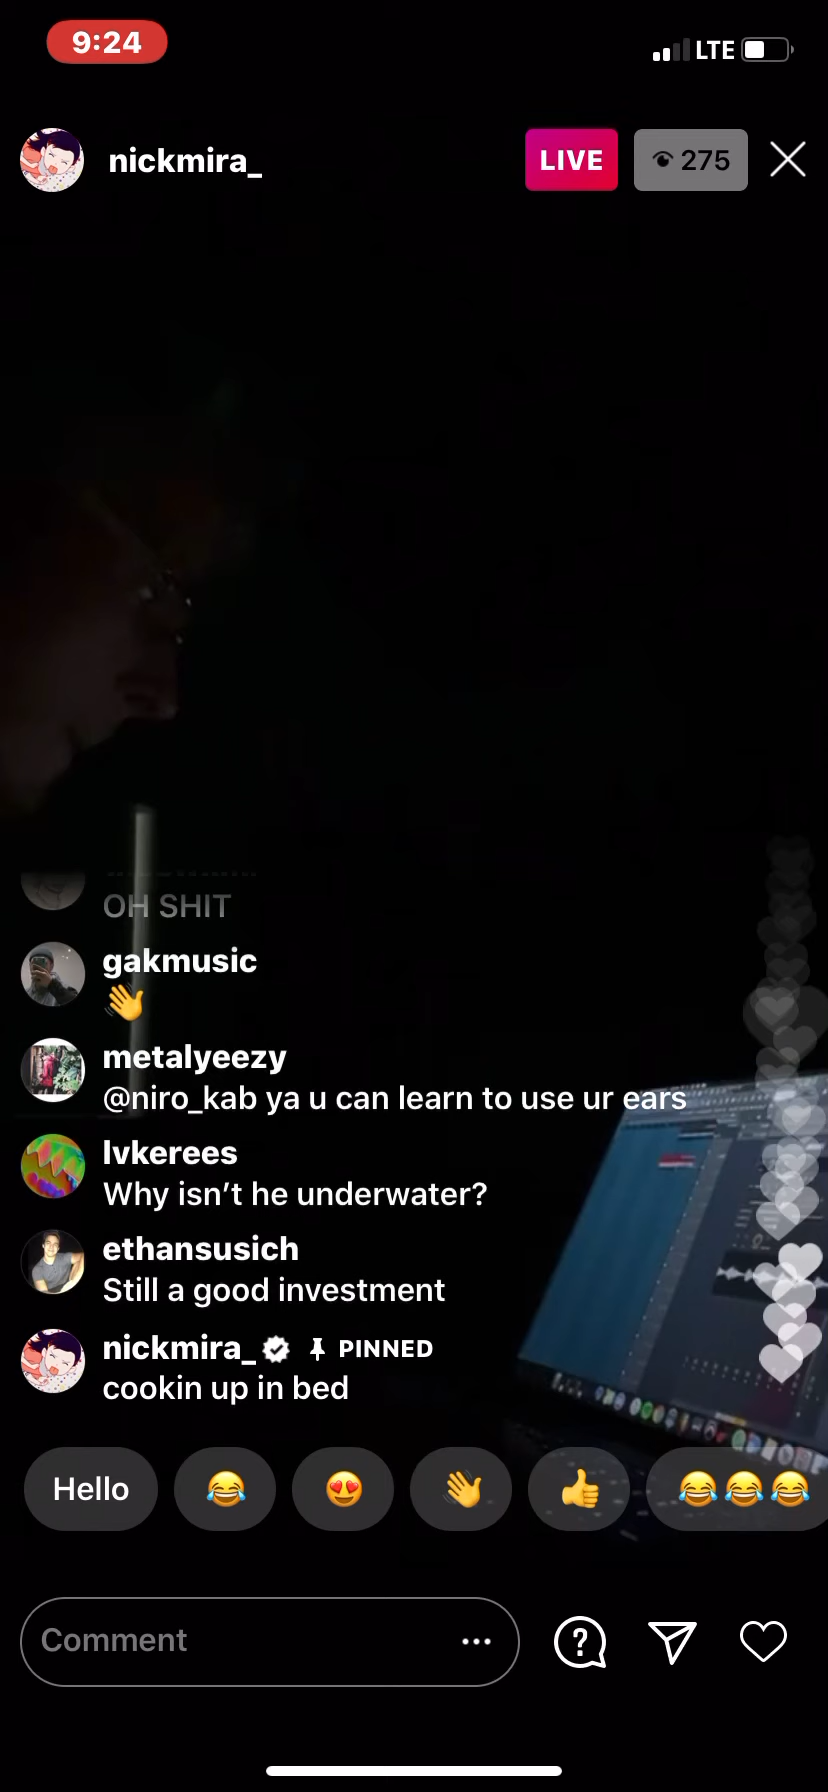 9:24
LTE
nickmira_
LIVE
275
OH SHIT
gakmusic
👋
metalyeezy
@niro_kab ya u can learn to use ur ears
lvkerees
Why isn't he underwater?
ethansusich
Still a good investment
nickmira_ PINNED
cookin up in bed
Hello 😂 😍 👋 👍 😂😂😂
Comment